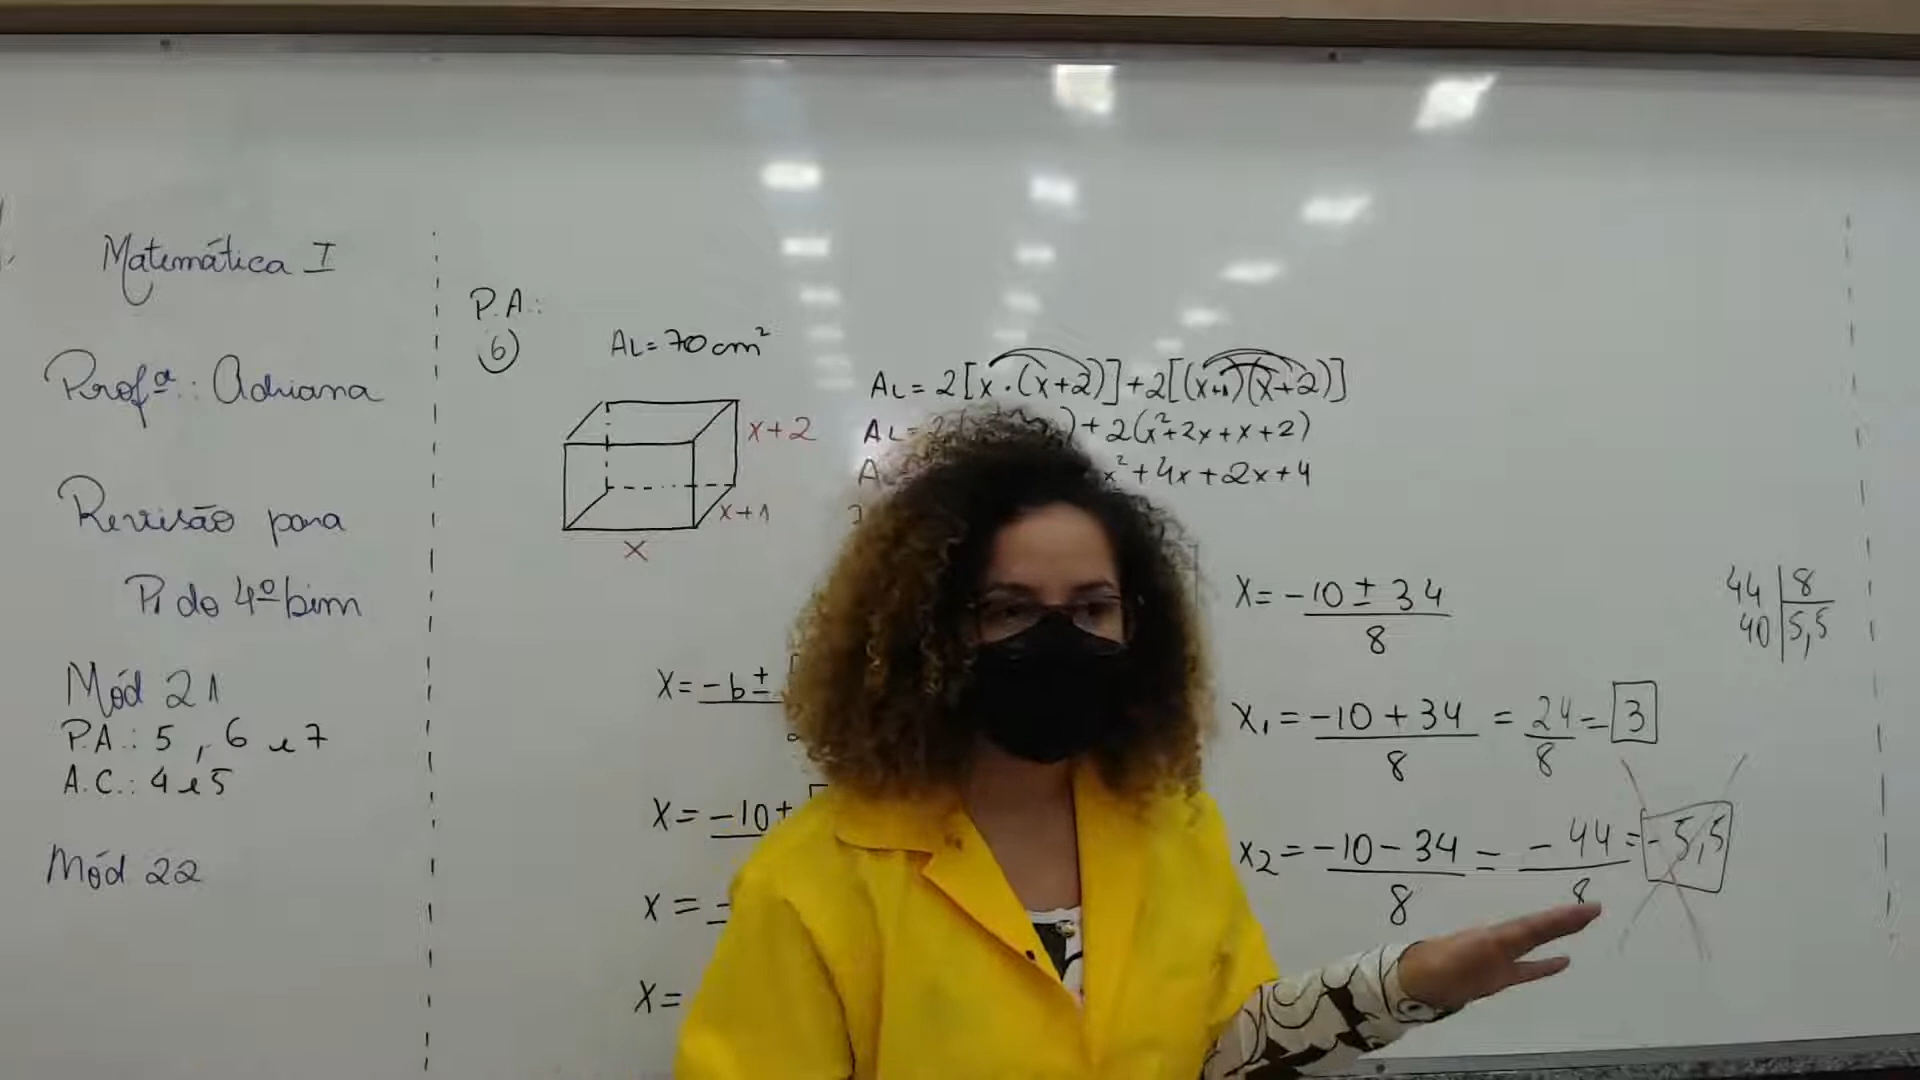 Matemática I
Profª.: Adriana
Revisão para
P1 do 4º bim
Mód 21
P.A.: 5, 6 e 7
A.C.: 4 e 5
Mód 22
P.A.:
6
AL = 70 cm²
x+2
x+1
x
AL = 2[x·(x+2)]+2[(x+1)(x+2)]
AL = 2( )+2(x²+2x+x+2)
x²+4x+2x+4
X = -b ±
X = -10 ±
X = -
X =
X = -10 ± 34
8
X₁ = -10 + 34 = 24 = 3
8 8
X2 = -10 - 34 = -44 = -5,5
8 8
44 8
40 5,5